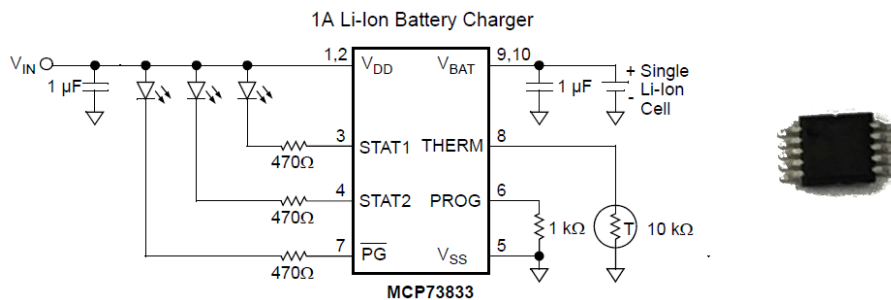 1A Li-Ion Battery Charger
VIN
1 µF
1,2
VDD
VBAT
9,10
1 µF
+ Single
- Li-Ion
Cell
470Ω
3
STAT1
THERM
8
470Ω
4
STAT2
PROG
6
1 kΩ
T
10 kΩ
470Ω
7
PG
VSS
5
MCP73833